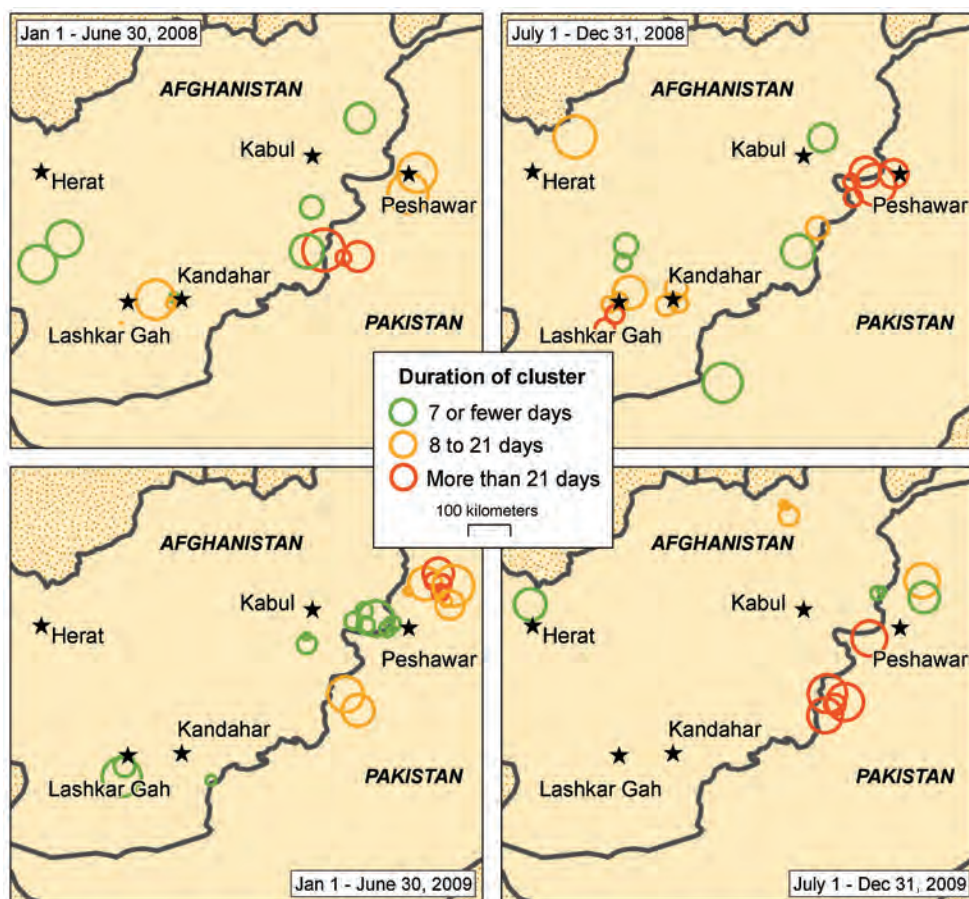 Jan 1 - June 30, 2008
AFGHANISTAN
Kabul
Herat
Peshawar
Kandahar
Lashkar Gah
PAKISTAN
July 1 - Dec 31, 2008
AFGHANISTAN
Kabul
Herat
Peshawar
Kandahar
Lashkar Gah
PAKISTAN
Duration of cluster
7 or fewer days
8 to 21 days
More than 21 days
100 kilometers
AFGHANISTAN
Kabul
Herat
Peshawar
Kandahar
Lashkar Gah
PAKISTAN
Jan 1 - June 30, 2009
AFGHANISTAN
Kabul
Herat
Peshawar
Kandahar
Lashkar Gah
PAKISTAN
July 1 - Dec 31, 2009